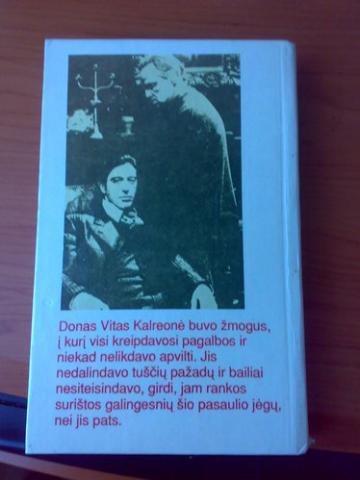 Donas Vitas Kalreonė buvo žmogus,
į kurį visi kreipdavosi pagalbos ir
niekad nelikdavo apvilti. Jis
nedalindavo tuščių pažadų ir bailiai
nesiteisindavo, girdi, jam rankos
surištos galingesnių šio pasaulio jėgų,
nei jis pats.